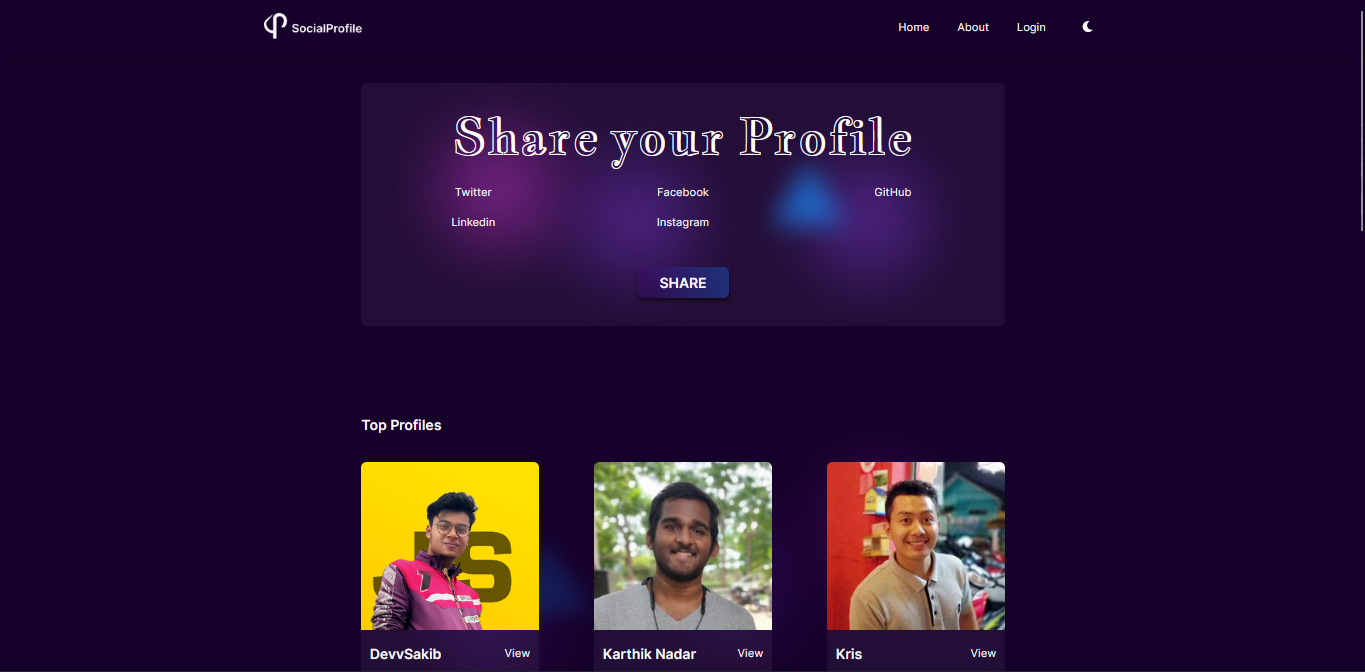 SocialProfile Home About Login
Share your Profile
Twitter Facebook GitHub
Linkedin Instagram
SHARE
Top Profiles
JS
DevvSakib View Karthik Nadar View Kris View